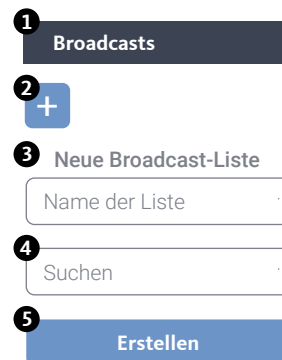 1
Broadcasts
2
+
3 Neue Broadcast-Liste
Name der Liste
4
Suchen
5
Erstellen